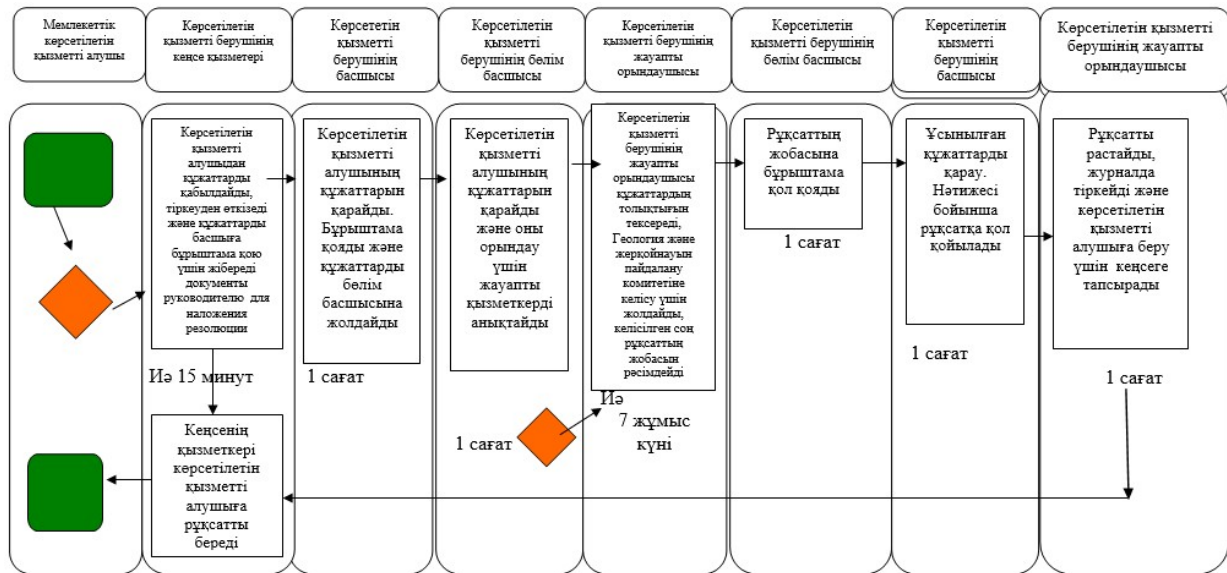 Мемлекеттік
көрсетілетін
қызметті алушы
Көрсетілетін
қызметті берушінің
кеңсе қызметері
Көрсететін
қызметті
берушінің
басшысы
Көрсетілетін
қызметті
берушінің бөлім
басшысы
Көрсетілетін
қызметті берушінің
жауапты
орындаушысы
Көрсетілетін
қызметті берушінің
бөлім басшысы
Көрсетілетін
қызметті
берушінің
басшысы
Көрсетілетін қызметті
берушінің жауапты
орындаушысы
Көрсетілетін
қызметті
алушыдан
құжаттарды
қабылдайды,
тіркеуден өткізеді
және құжаттарды
басшыға
бұрыштама қою
үшін жібереді
документы
руководителю для
наложения
резолюции
Иә 15 минут
Көрсетілетін
қызметті
алушының
құжаттарын
қарайды.
Бұрыштама
қояды және
құжаттарды
бөлім
басшысына
жолдайды
1 сағат
Көрсетілетін
қызметті
алушының
құжаттарын
қарайды
және оны
орындау
үшін
жауапты
қызметкерді
анықтайды
1 сағат
Көрсетілетін
қызметті
берушінің
жауапты
орындаушысы
құжаттардың
толықтығын
тексереді,
Геология және
жерқойнауын
пайдалану
комитетіне
келісу үшін
жолдайды,
келісілген соң
рұқсаттың
жобасын
рәсімдейді
Иә
7 жұмыс
күні
Рұқсаттың
жобасына
бұрыштама
қол қояды
1 сағат
Ұсынылған
құжаттарды
қарау.
Нәтижесі
бойынша
рұқсатқа қол
қойылады
1 сағат
Рұқсатты
растайды,
журналда
тіркейді және
көрсетілетін
қызметті
алушыға беру
үшін кеңсеге
тапсырады
1 сағат
Кеңсенің
қызметкері
көрсетілетін
қызметті
алушыға
рұқсатты
береді